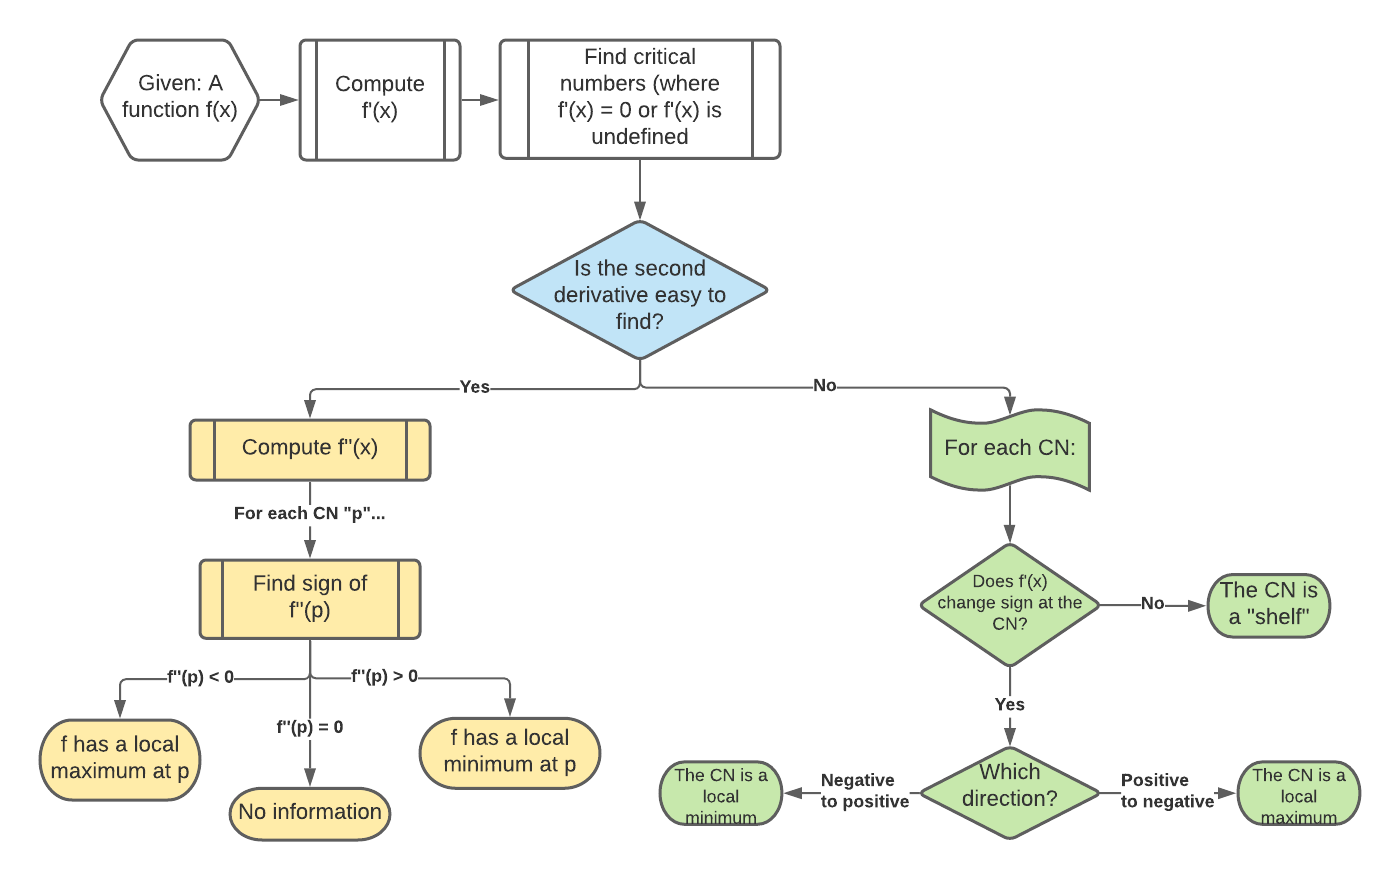 Given: A
function f(x)
Compute
f'(x)
Find critical
numbers (where
f'(x) = 0 or f'(x) is
undefined
Is the second
derivative easy to
find?
Yes
No
Compute f''(x)
For each CN "p"...
Find sign of
f''(p)
f''(p) < 0
f''(p) > 0
f''(p) = 0
f has a local
maximum at p
f has a local
minimum at p
No information
For each CN:
Does f'(x)
change sign at the
CN?
No
The CN is
a "shelf"
Yes
Which
direction?
Negative
to positive
Positive
to negative
The CN is a
local
minimum
The CN is a
local
maximum